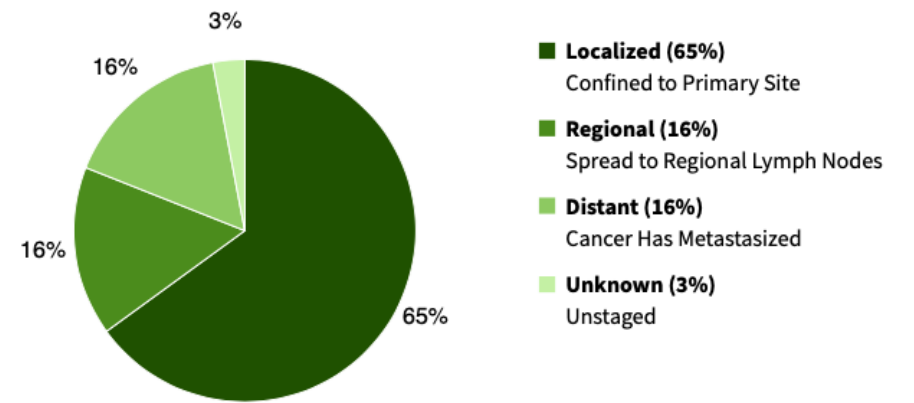 3%
16%
16%
65%
Localized (65%)
Confined to Primary Site
Regional (16%)
Spread to Regional Lymph Nodes
Distant (16%)
Cancer Has Metastasized
Unknown (3%)
Unstaged